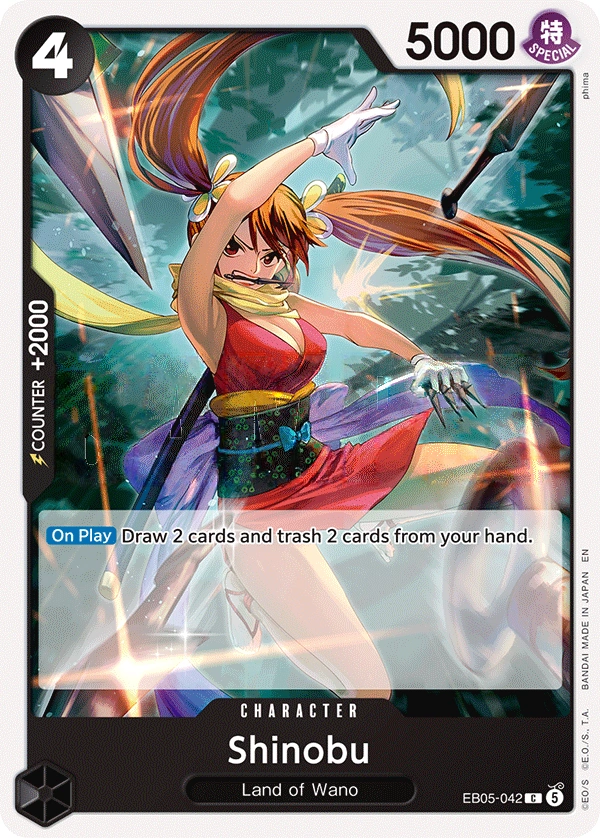 4
5000
特
SPECIAL
phima
COUNTER +2000
On Play Draw 2 cards and trash 2 cards from your hand.
CHARACTER
Shinobu
Land of Wano
EB05-042 C 5
©EO/S ©E.O./S., T.A. BANDAI MADE IN JAPAN EN